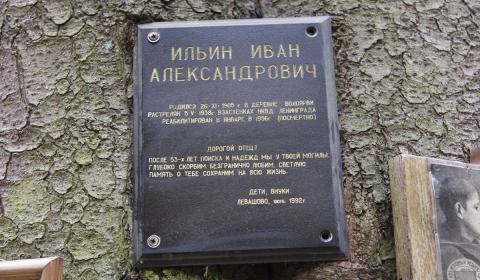 ИЛЬИН ИВАН
АЛЕКСАНДРОВИЧ
РОДИЛСЯ 26·XI·1905 г. В ДЕРЕВНЕ ВОЛОЯРВИ
РАСТРЕЛЯН 5·V·1938г. В ЗАСТЕНКАХ НКВД ЛЕНИНГРАДА
РЕАБИЛИТИРОВАН В ЯНВАРЕ В 1956г. (ПОСМЕРТНО)
ДОРОГОЙ ОТЕЦ!
ПОСЛЕ 53-х ЛЕТ ПОИСКА И НАДЕЖД МЫ У ТВОЕЙ МОГИЛЫ.
ГЛУБОКО СКОРБИМ, БЕЗГРАНИЧНО ЛЮБИМ, СВЕТЛУЮ
ПАМЯТЬ О ТЕБЕ СОХРАНИМ НА ВСЮ ЖИЗНЬ.
ДЕТИ, ВНУКИ.
ЛЕВАШОВО, 1992г.